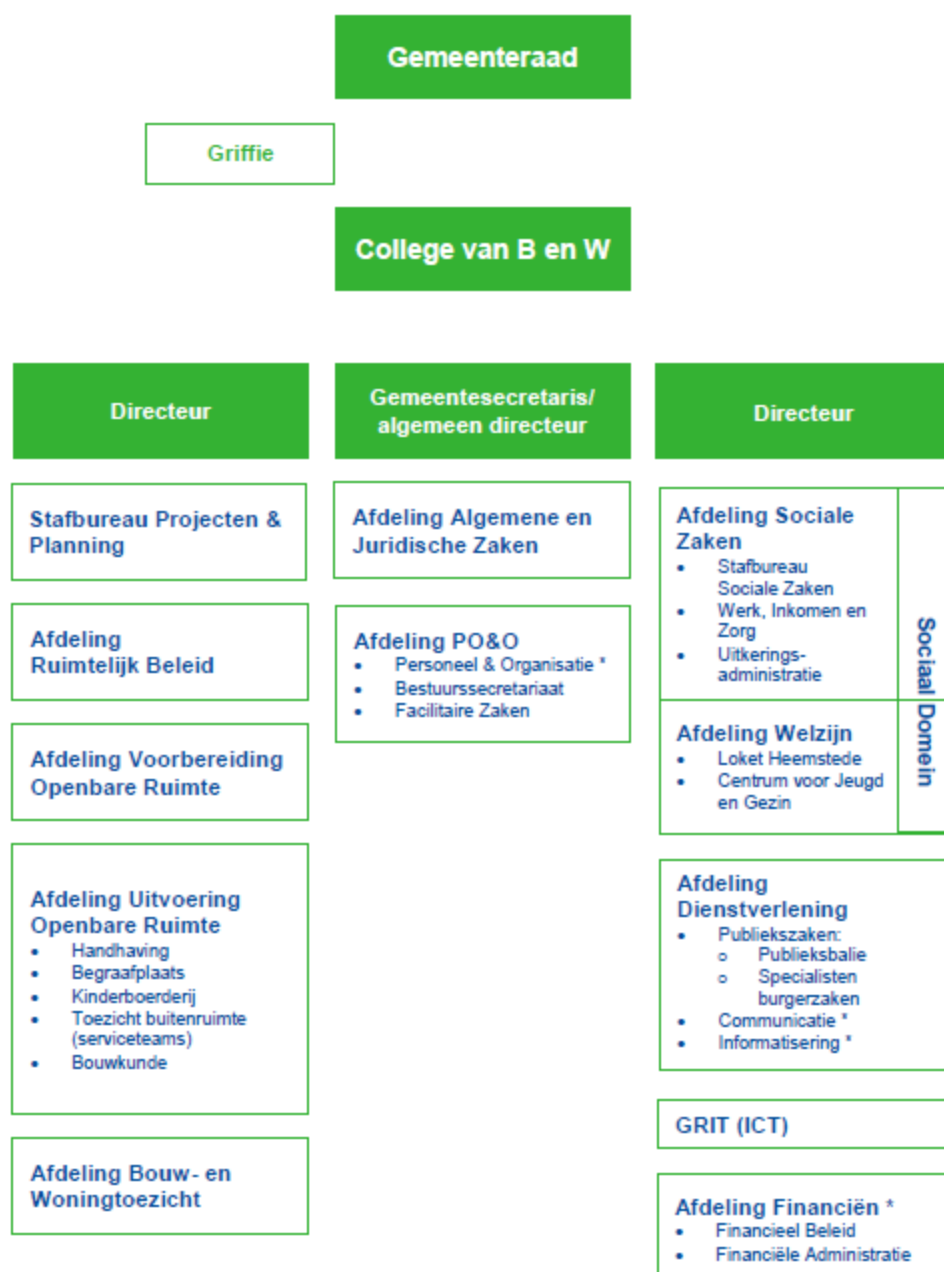 Gemeenteraad
Griffie
College van B en W
Directeur
Stafbureau Projecten &
Planning
Afdeling
Ruimtelijk Beleid
Afdeling Voorbereiding
Openbare Ruimte
Afdeling Uitvoering
Openbare Ruimte
• Handhaving
• Begraafplaats
• Kinderboerderij
• Toezicht buitenruimte
(serviceteams)
• Bouwkunde
Afdeling Bouw- en
Woningtoezicht
Gemeentesecretaris/
algemeen directeur
Afdeling Algemene en
Juridische Zaken
Afdeling PO&O
• Personeel & Organisatie *
• Bestuurssecretariaat
• Facilitaire Zaken
Directeur
Afdeling Sociale
Zaken
• Stafbureau
Sociale Zaken
• Werk, Inkomen en
Zorg
• Uitkerings-
administratie
Afdeling Welzijn
• Loket Heemstede
• Centrum voor Jeugd
en Gezin
Sociaal Domein
Afdeling
Dienstverlening
• Publiekszaken:
o Publieksbalie
o Specialisten
burgerzaken
• Communicatie *
• Informatisering *
GRIT (ICT)
Afdeling Financiën *
• Financieel Beleid
• Financiële Administratie